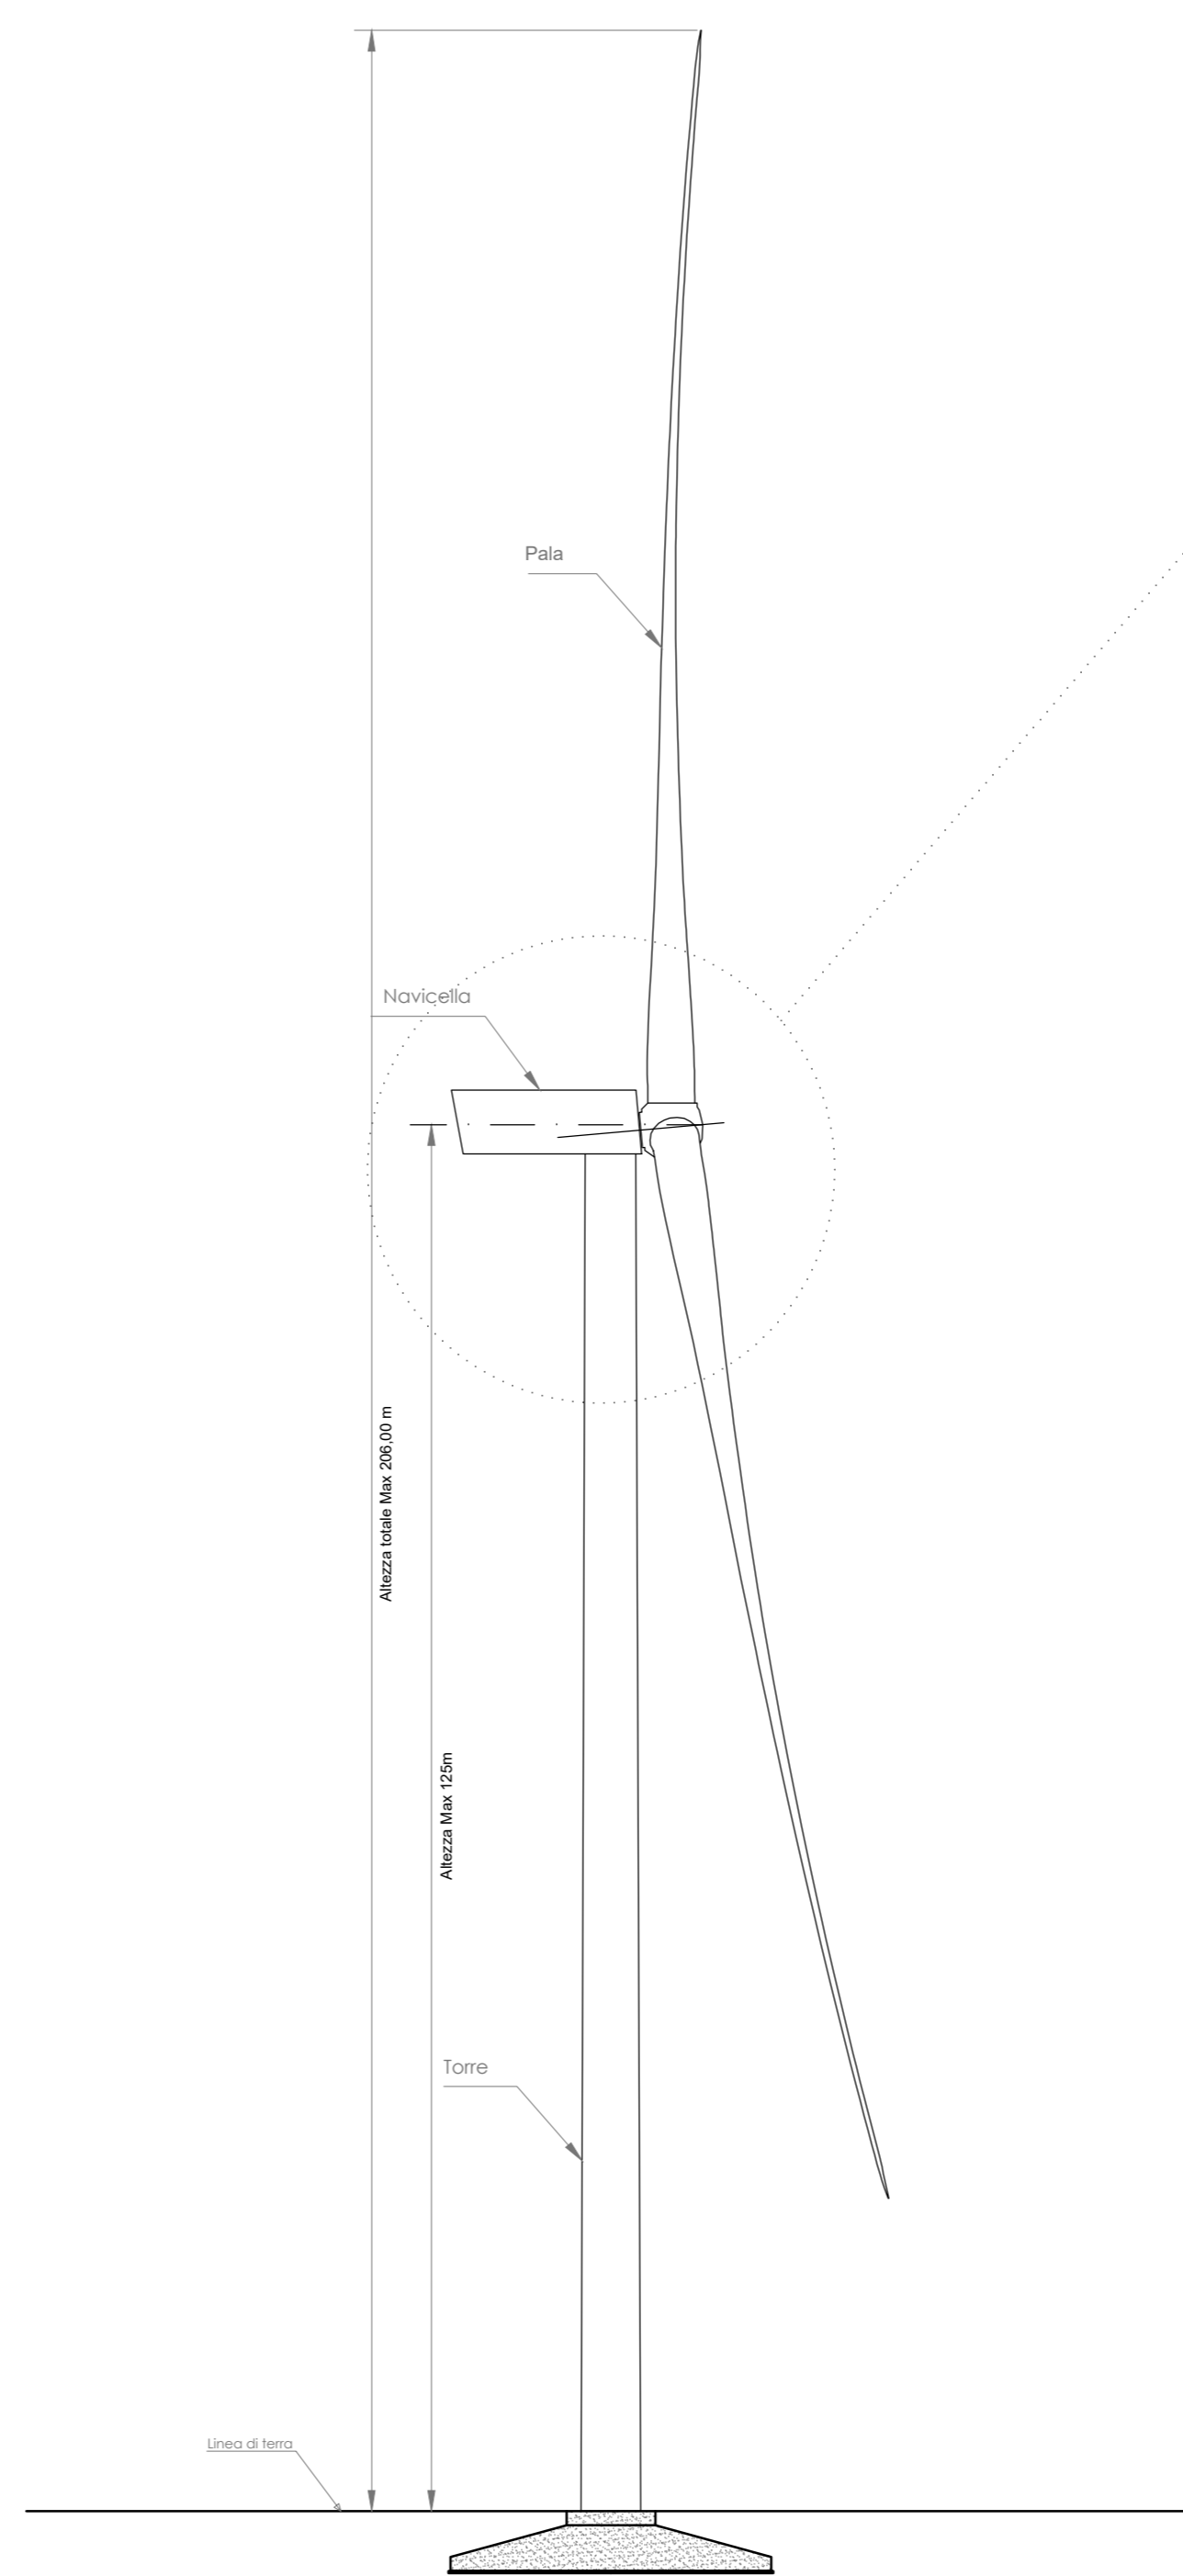 Pala
Navicella
Altezza totale Max 206,00 m
Altezza Max 125m
Torre
Linea di terra